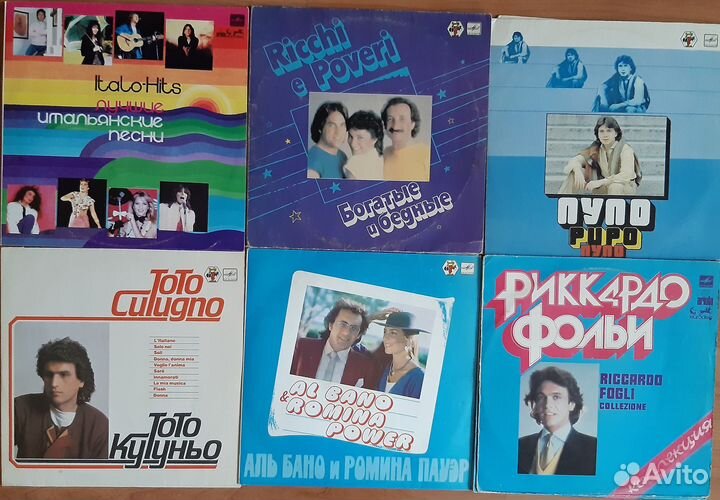 Italo-Hits
лучшие
итальянские
песни
Ricchi
e Poveri
Богатые
и бедные
ПУПО
PUPO
ПУПО
TOTO
CUTUGNO
L'italiano
Solo noi
Soli
Donna, donna mia
Voglio l'anima
Sarà
Innamorati
La mia musica
Flash
Donna
ТОТО
КУТУНЬО
AL BANO
& ROMINA
POWER
АЛЬ БАНО И РОМИНА ПАУЭР
РИККАРДО
ФОЛЬИ
RICCARDO
FOGLI
COLLEZIONE
коллекция
Avito